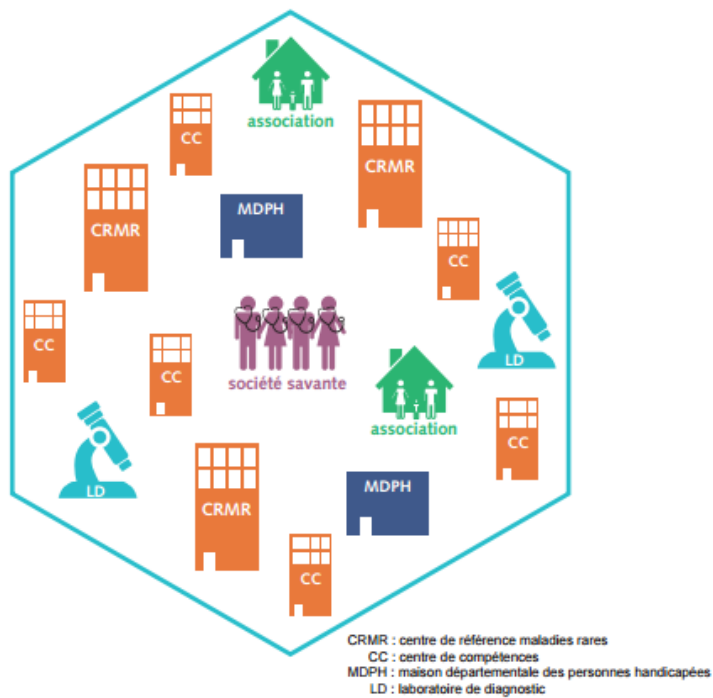 association
CC
CRMR
MDPH
CRMR
CC
CC
CC
LD
société savante
association
CC
LD
MDPH
CRMR
CC
CRMR : centre de référence maladies rares
CC : centre de compétences
MDPH : maison départementale des personnes handicapées
LD : laboratoire de diagnostic